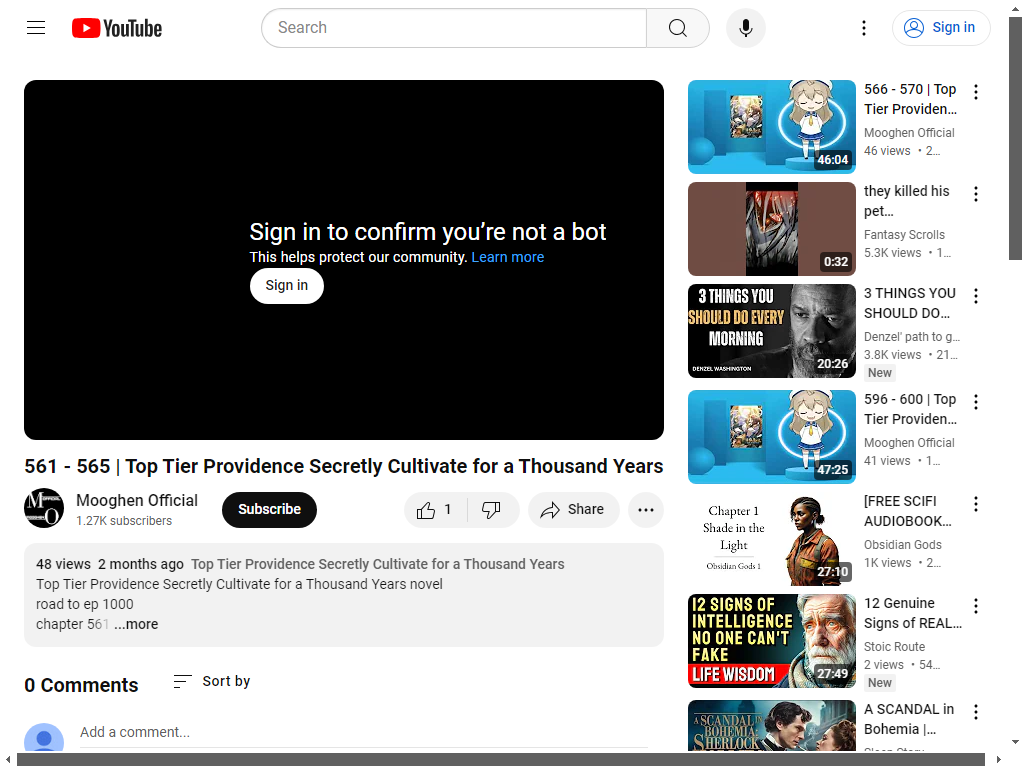 YouTube
Search
Sign in
Sign in to confirm you're not a bot
This helps protect our community. Learn more
Sign in
561 - 565 | Top Tier Providence Secretly Cultivate for a Thousand Years
Mooghen Official
1.27K subscribers
Subscribe
1
Share
48 views 2 months ago Top Tier Providence Secretly Cultivate for a Thousand Years
Top Tier Providence Secretly Cultivate for a Thousand Years novel
road to ep 1000
chapter 561 ...more
0 Comments
Sort by
Add a comment...
46:04
566 - 570 | Top
Tier Providen...
Mooghen Official
46 views • 2...
0:32
they killed his
pet...
Fantasy Scrolls
5.3K views • 1...
3 THINGS YOU
SHOULD DO EVERY
MORNING
DENZEL WASHINGTON
20:26
3 THINGS YOU
SHOULD DO...
Denzel' path to g...
3.8K views • 21...
New
47:25
596 - 600 | Top
Tier Providen...
Mooghen Official
41 views • 1...
Chapter 1
Shade in the
Light
Obsidian Gods 1
27:10
[FREE SCIFI
AUDIOBOOK...
Obsidian Gods
1K views • 2...
12 SIGNS OF
INTELLIGENCE
NO ONE CAN'T
FAKE
LIFE WISDOM
27:49
12 Genuine
Signs of REAL...
Stoic Route
2 views • 54...
New
A SCANDAL IN
BOHEMIA
SHERLOCK
A SCANDAL in
Bohemia |...